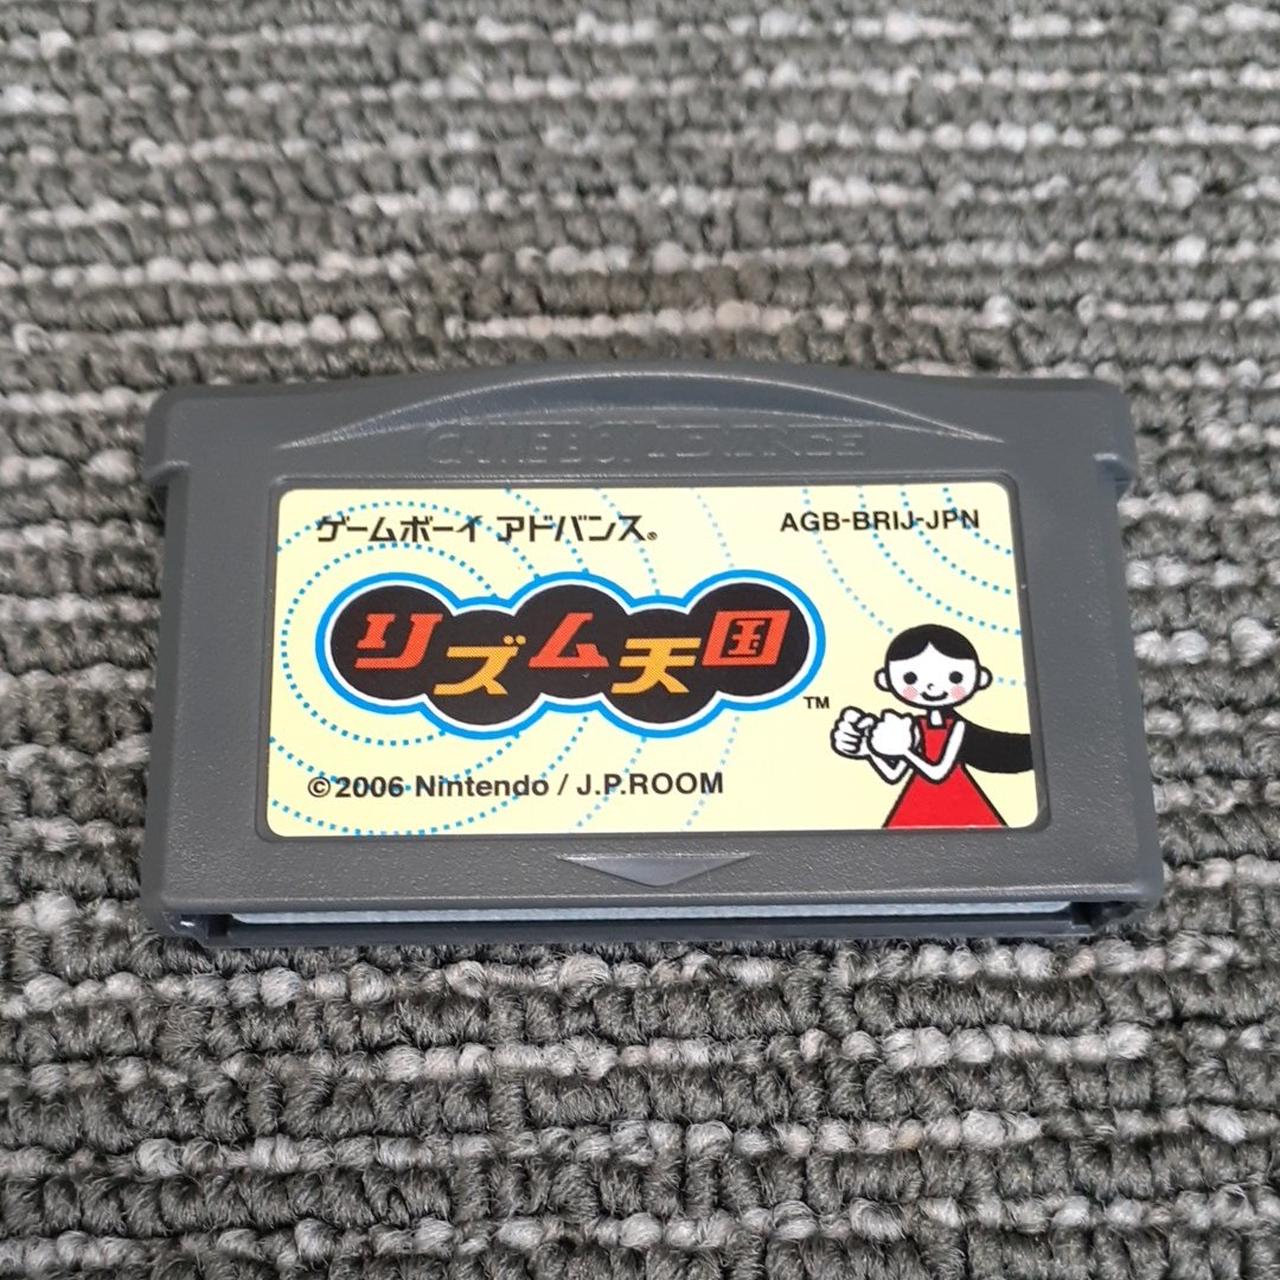 GAME BOY ADVANCE
ゲームボーイ アドバンス®
AGB-BRIJ-JPN
リズム天国
TM
©2006 Nintendo / J.P.ROOM